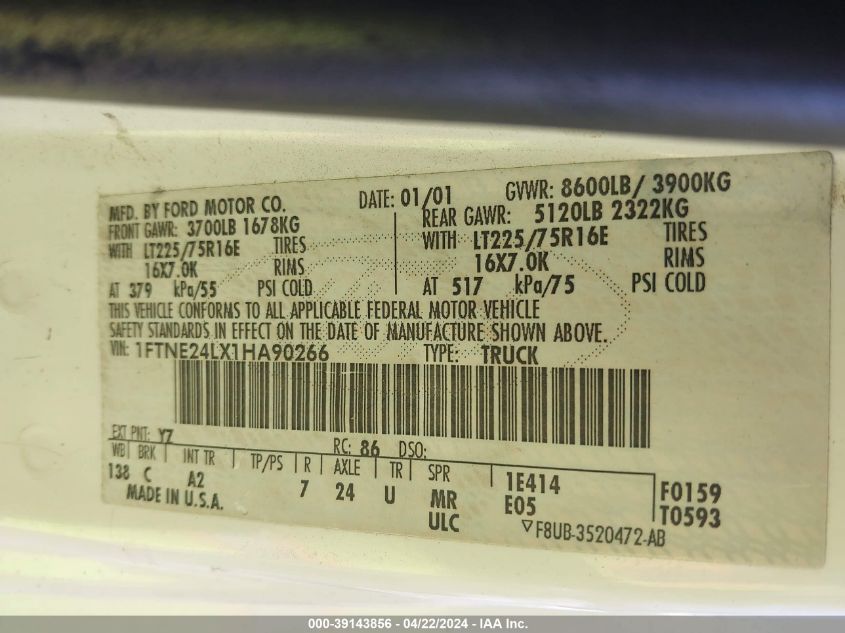 MFD. BY FORD MOTOR CO. DATE: 01/01 GVWR: 8600LB/ 3900KG
FRONT GAWR: 3700LB 1678KG REAR GAWR: 5120LB 2322KG
WITH LT225/75R16E TIRES WITH LT225/75R16E TIRES
16X7.0K RIMS 16X7.0K RIMS
AT 379 kPa/55 PSI COLD AT 517 kPa/75 PSI COLD
THIS VEHICLE CONFORMS TO ALL APPLICABLE FEDERAL MOTOR VEHICLE
SAFETY STANDARDS IN EFFECT ON THE DATE OF MANUFACTURE SHOWN ABOVE.
VIN: 1FTNE24LX1HA90266 TYPE: TRUCK
EXT PNT: YZ RC: 86 DSO:
WB BRK INT TR TP/PS R AXLE TR SPR 1E414 F0159
138 C A2 7 24 U MR E05 T0593
MADE IN U.S.A. ULC ▽F8UB-3520472-AB
000-39143856 - 04/22/2024 - IAA Inc.